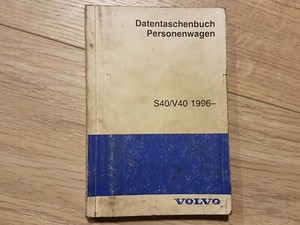 Datentaschenbuch
Personenwagen
S40/V40 1996–
VOLVO